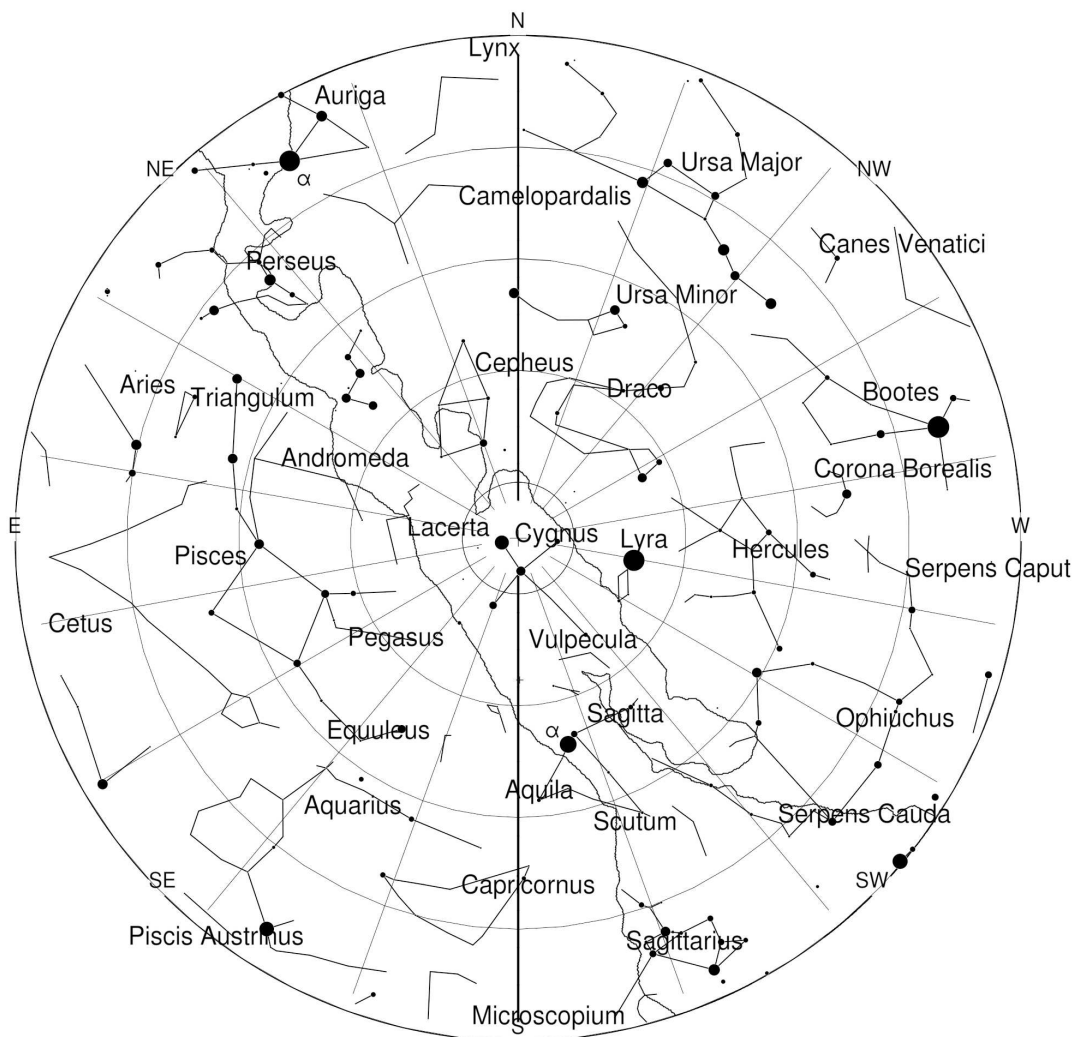 N
Lynx
Auriga
α
NE
Ursa Major
NW
Camelopardalis
Canes Venatici
Perseus
Ursa Minor
Cepheus
Aries
Triangulum
Draco
Bootes
Andromeda
Corona Borealis
E
Lacerta
Cygnus
Lyra
W
Pisces
Hercules
Serpens Caput
Cetus
Pegasus
Vulpecula
Equuleus
α
Sagitta
Ophiuchus
Aquarius
Aquila
Scutum
Serpens Cauda
SE
Capricornus
SW
Piscis Austrinus
Sagittarius
Microscopium
S